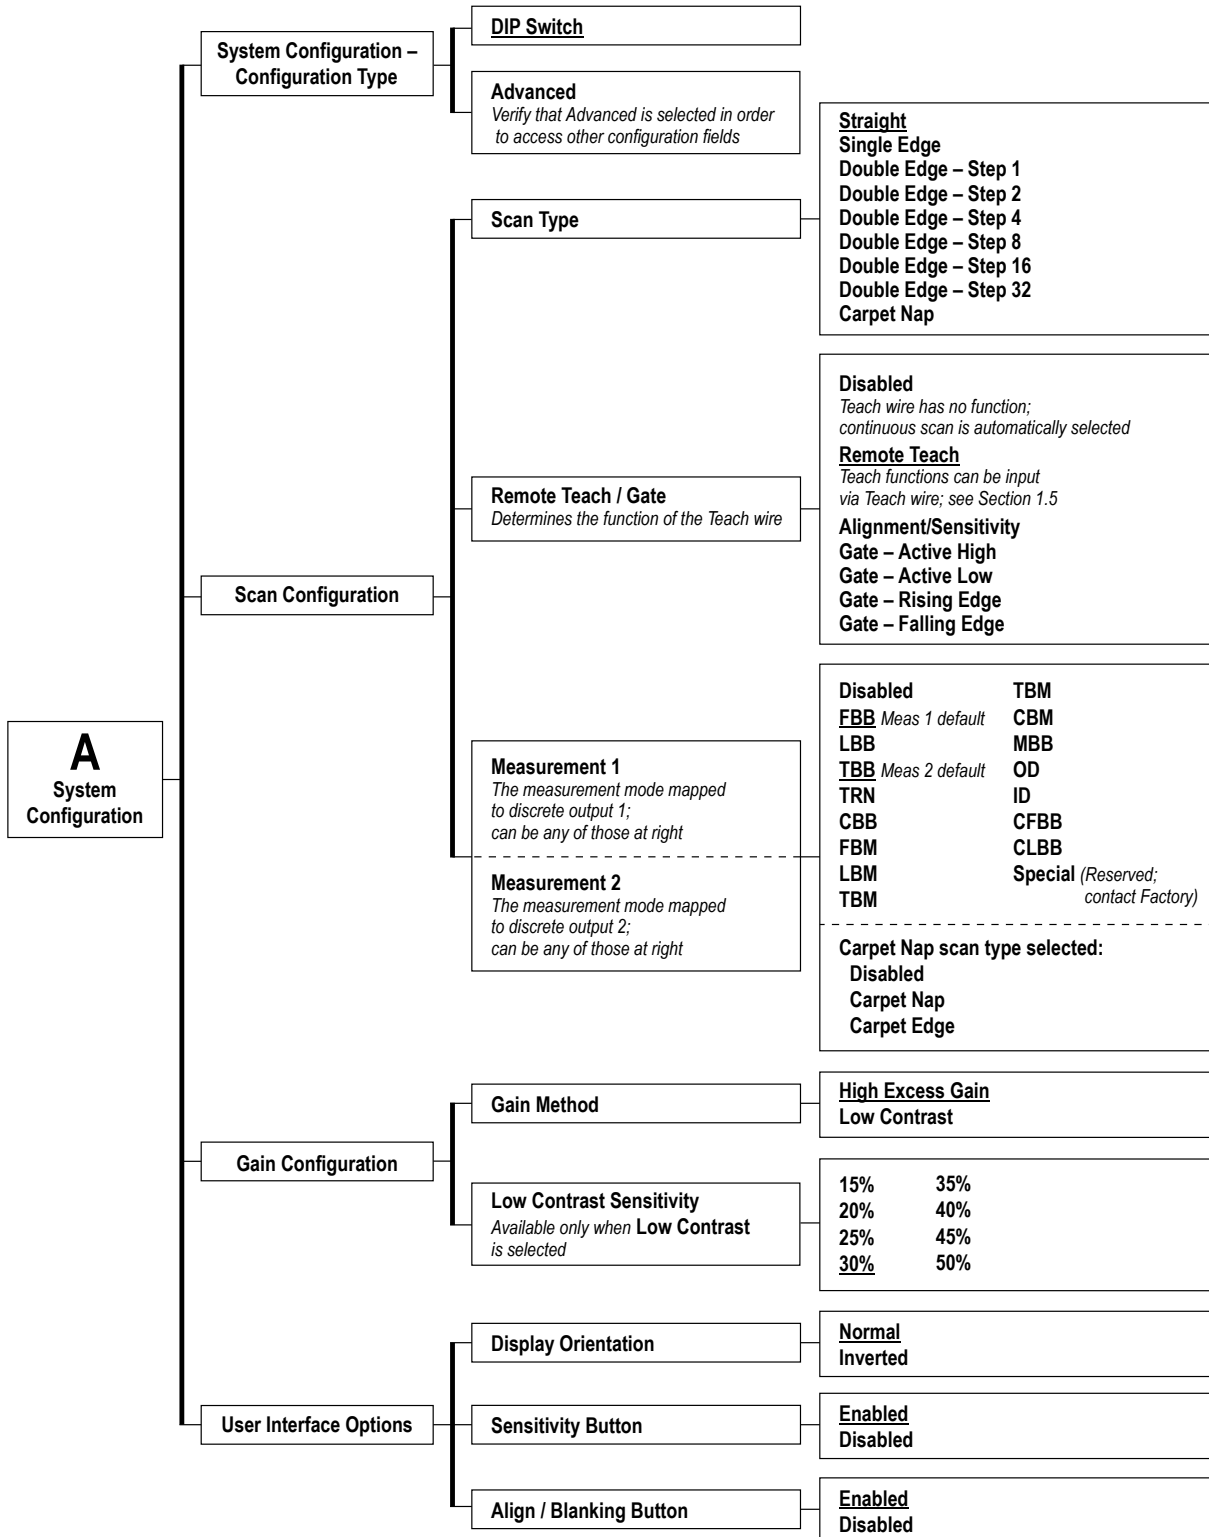 A
System
Configuration
System Configuration –
Configuration Type
DIP Switch
Advanced
Verify that Advanced is selected in order
to access other configuration fields
Scan Configuration
Scan Type
Straight
Single Edge
Double Edge – Step 1
Double Edge – Step 2
Double Edge – Step 4
Double Edge – Step 8
Double Edge – Step 16
Double Edge – Step 32
Carpet Nap
Remote Teach / Gate
Determines the function of the Teach wire
Disabled
Teach wire has no function;
continuous scan is automatically selected
Remote Teach
Teach functions can be input
via Teach wire; see Section 1.5
Alignment/Sensitivity
Gate – Active High
Gate – Active Low
Gate – Rising Edge
Gate – Falling Edge
Measurement 1
The measurement mode mapped
to discrete output 1;
can be any of those at right
Measurement 2
The measurement mode mapped
to discrete output 2;
can be any of those at right
Disabled
FBB Meas 1 default
LBB
TBB Meas 2 default
TRN
CBB
FBM
LBM
TBM
TBM
CBM
MBB
OD
ID
CFBB
CLBB
Special (Reserved;
contact Factory)
Carpet Nap scan type selected:
Disabled
Carpet Nap
Carpet Edge
Gain Configuration
Gain Method
High Excess Gain
Low Contrast
Low Contrast Sensitivity
Available only when Low Contrast
is selected
15%
20%
25%
30%
35%
40%
45%
50%
User Interface Options
Display Orientation
Normal
Inverted
Sensitivity Button
Enabled
Disabled
Align / Blanking Button
Enabled
Disabled